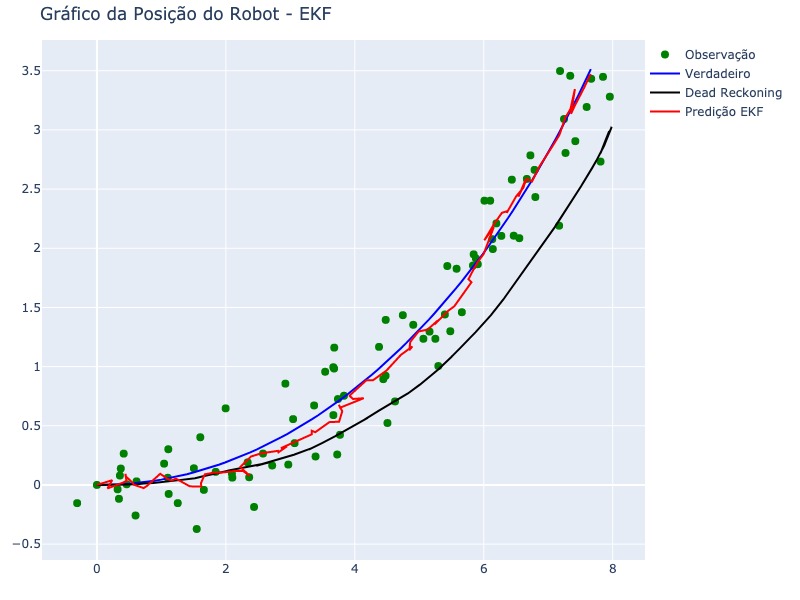 Gráfico da Posição do Robot - EKF
Observação
Verdadeiro
Dead Reckoning
Predição EKF
3.5
3
2.5
2
1.5
1
0.5
0
−0.5
0 2 4 6 8